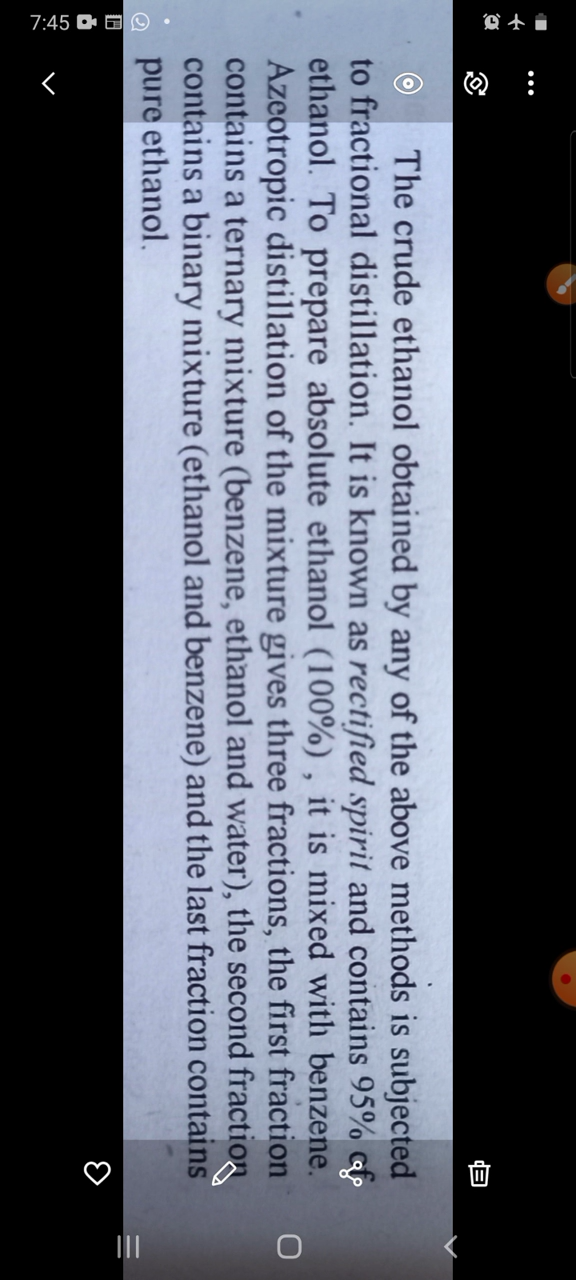 7:45
The crude ethanol obtained by any of the above methods is subjected
to fractional distillation. It is known as rectified spirit and contains 95% of
ethanol. To prepare absolute ethanol (100%) , it is mixed with benzene.
Azeotropic distillation of the mixture gives three fractions, the first fraction
contains a ternary mixture (benzene, ethanol and water), the second fraction
contains a binary mixture (ethanol and benzene) and the last fraction contains
pure ethanol.